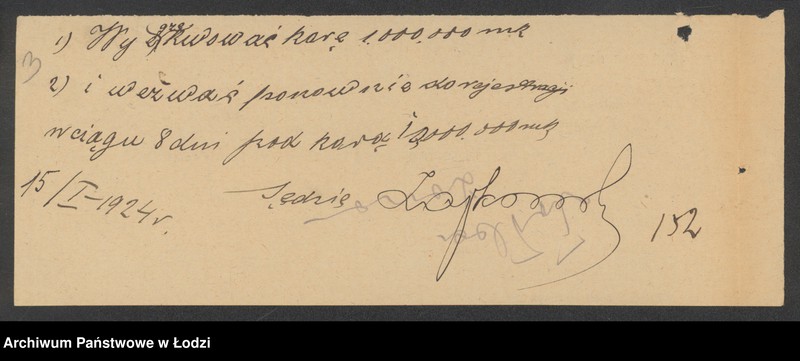 1) Wyegzekwować karę 1.000.000 mk
3
2) i wezwać ponownie do rejestracji
w ciągu 8 dni pod karą 10.000.000 mk
15/I-1924 r.
Sędzia
152
Archiwum Państwowe w Łodzi